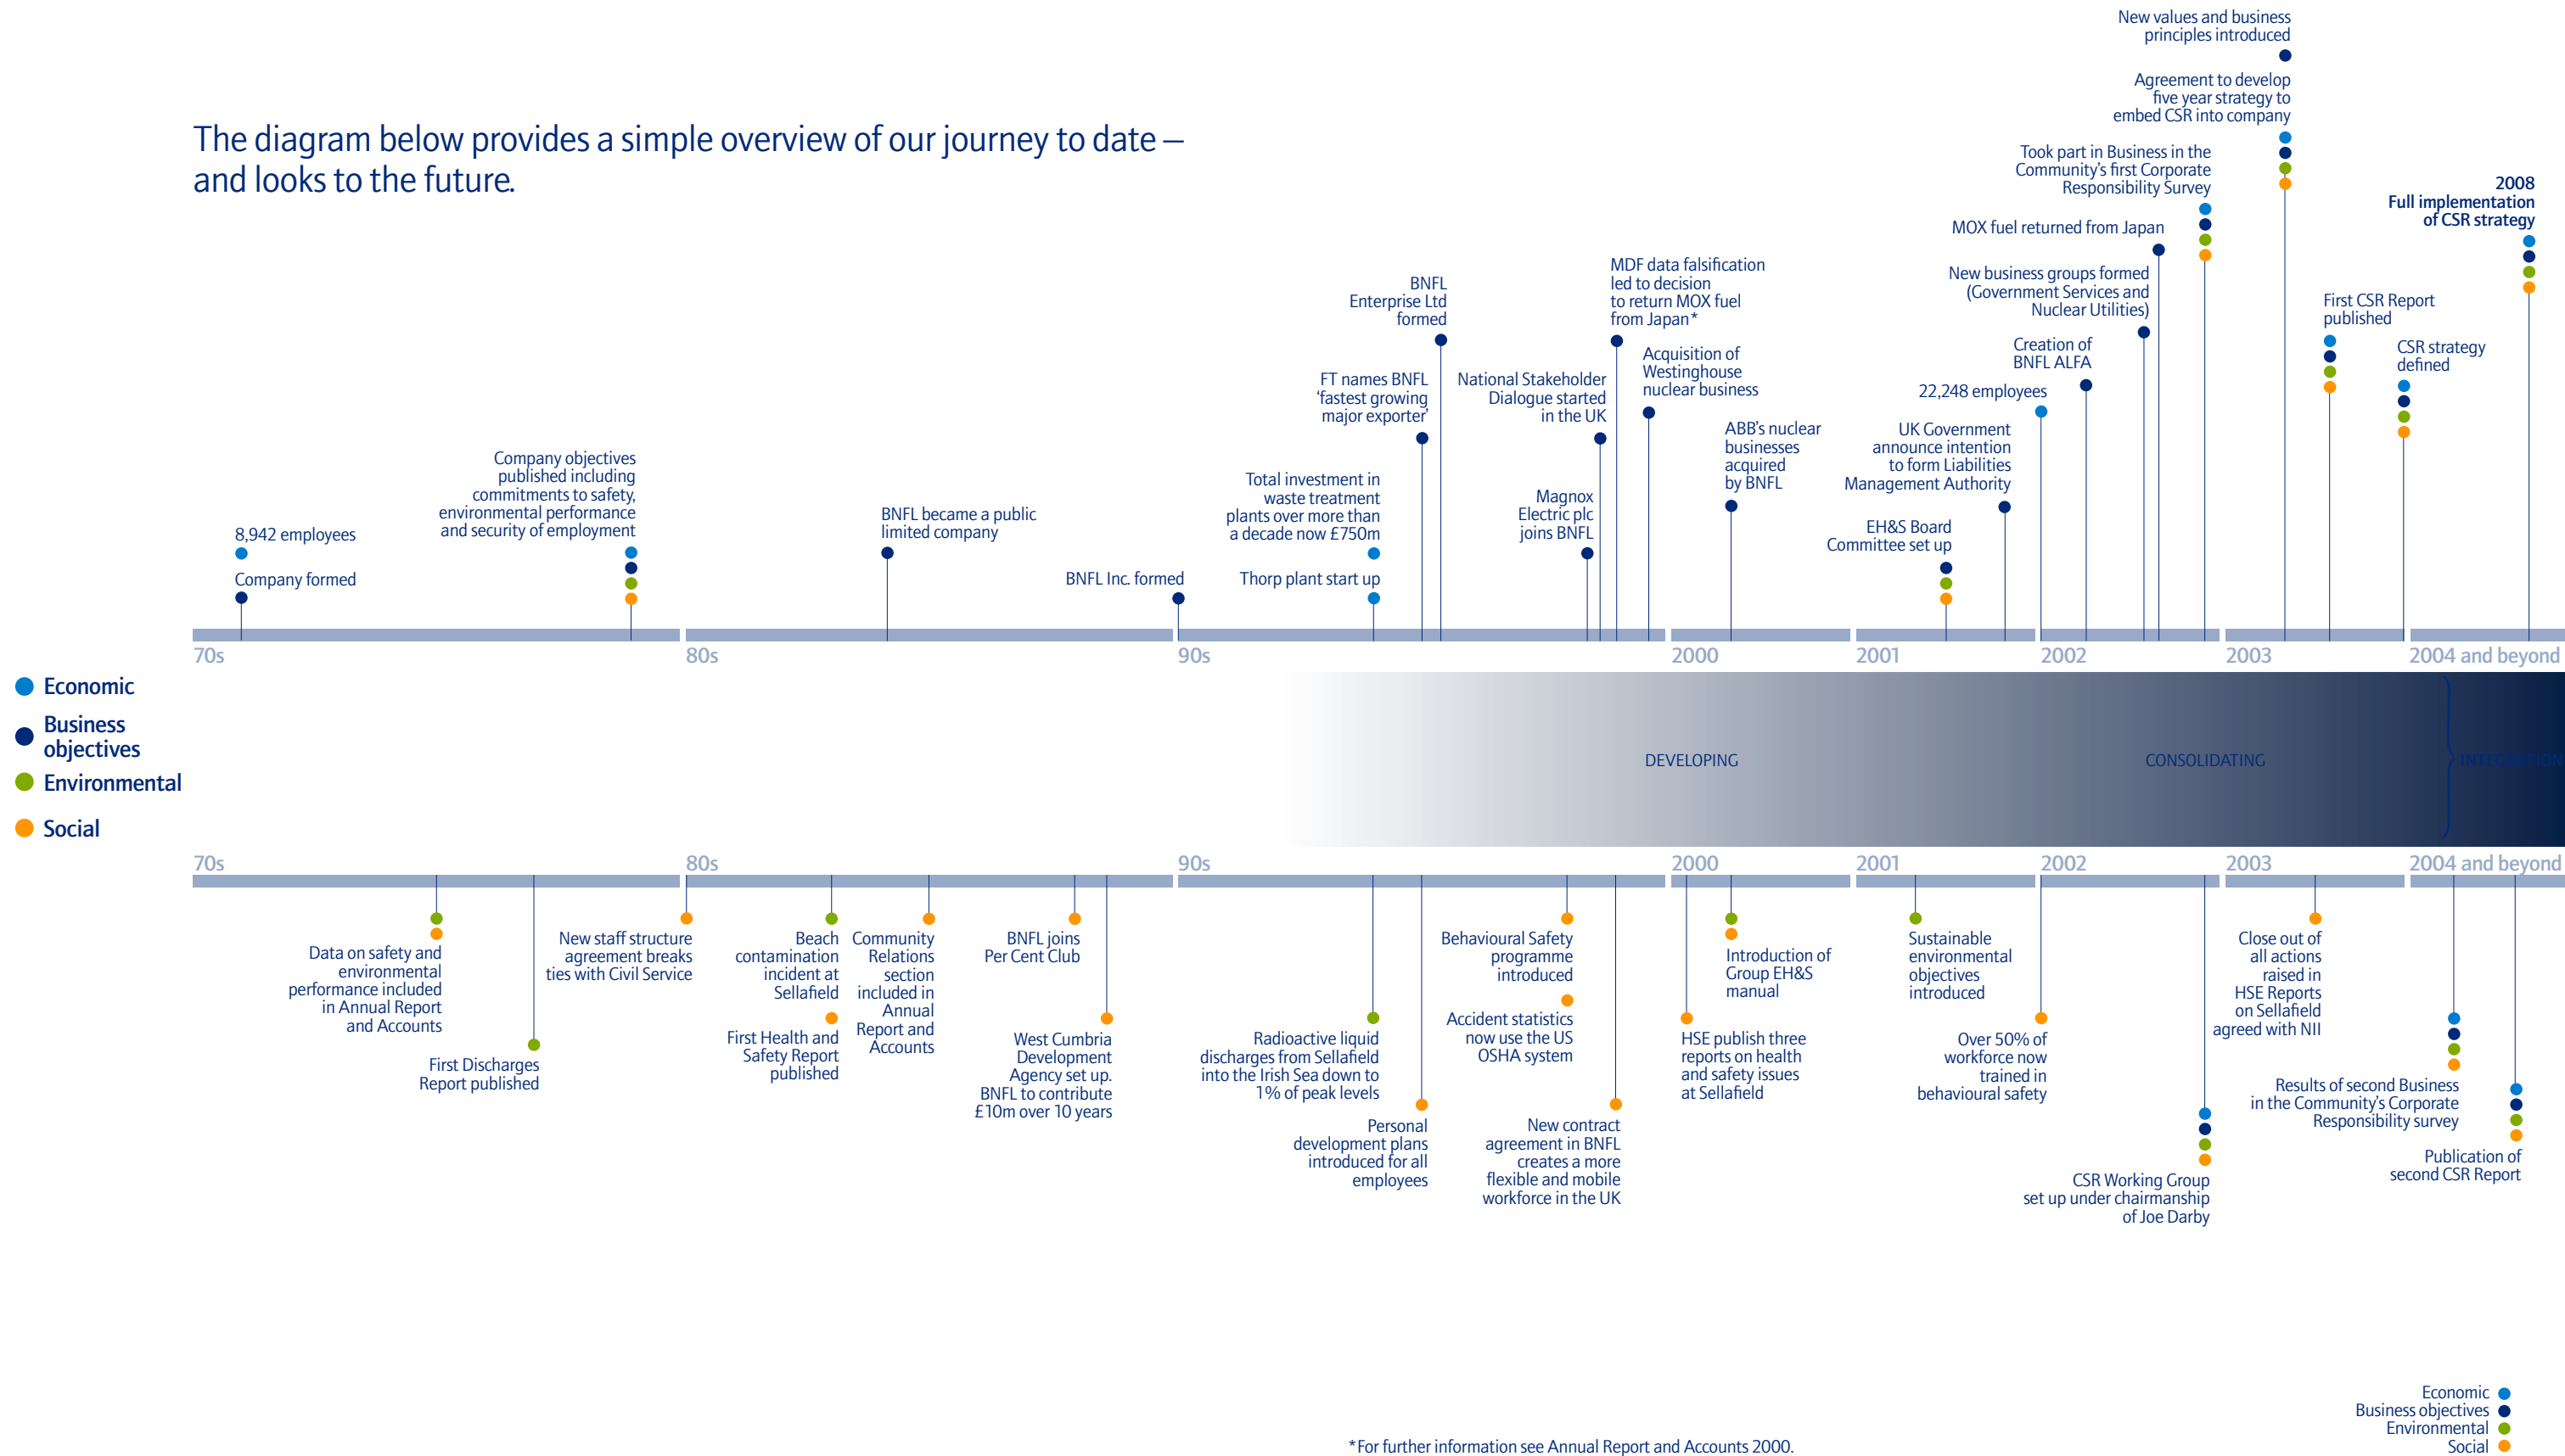 The diagram below provides a simple overview of our journey to date –
and looks to the future.
8,942 employees
Company formed
Company objectives
published including
commitments to safety,
environmental performance
and security of employment
BNFL became a public
limited company
BNFL Inc. formed
Total investment in
waste treatment
plants over more than
a decade now £750m
Thorp plant start up
FT names BNFL
‘fastest growing
major exporter’
BNFL
Enterprise Ltd
formed
Magnox
Electric plc
joins BNFL
National Stakeholder
Dialogue started
in the UK
MDF data falsification
led to decision
to return MOX fuel
from Japan*
Acquisition of
Westinghouse
nuclear business
ABB’s nuclear
businesses
acquired
by BNFL
EH&S Board
Committee set up
UK Government
announce intention
to form Liabilities
Management Authority
22,248 employees
Creation of
BNFL ALFA
New business groups formed
(Government Services and
Nuclear Utilities)
MOX fuel returned from Japan
Took part in Business in the
Community’s first Corporate
Responsibility Survey
New values and business
principles introduced
Agreement to develop
five year strategy to
embed CSR into company
First CSR Report
published
CSR strategy
defined
2008
Full implementation
of CSR strategy
70s
80s
90s
2000
2001
2002
2003
2004 and beyond
Economic
Business
objectives
Environmental
Social
DEVELOPING
CONSOLIDATING
INTEGRATION
70s
80s
90s
2000
2001
2002
2003
2004 and beyond
Data on safety and
environmental
performance included
in Annual Report
and Accounts
First Discharges
Report published
New staff structure
agreement breaks
ties with Civil Service
Beach
contamination
incident at
Sellafield
First Health and
Safety Report
published
Community
Relations
section
included in
Annual
Report and
Accounts
BNFL joins
Per Cent Club
West Cumbria
Development
Agency set up.
BNFL to contribute
£10m over 10 years
Radioactive liquid
discharges from Sellafield
into the Irish Sea down to
1% of peak levels
Personal
development plans
introduced for all
employees
Behavioural Safety
programme
introduced
Accident statistics
now use the US
OSHA system
New contract
agreement in BNFL
creates a more
flexible and mobile
workforce in the UK
HSE publish three
reports on health
and safety issues
at Sellafield
Introduction of
Group EH&S
manual
Sustainable
environmental
objectives
introduced
Over 50% of
workforce now
trained in
behavioural safety
CSR Working Group
set up under chairmanship
of Joe Darby
Close out of
all actions
raised in
HSE Reports
on Sellafield
agreed with NII
Results of second Business
in the Community’s Corporate
Responsibility survey
Publication of
second CSR Report
Economic
Business objectives
Environmental
Social
*For further information see Annual Report and Accounts 2000.